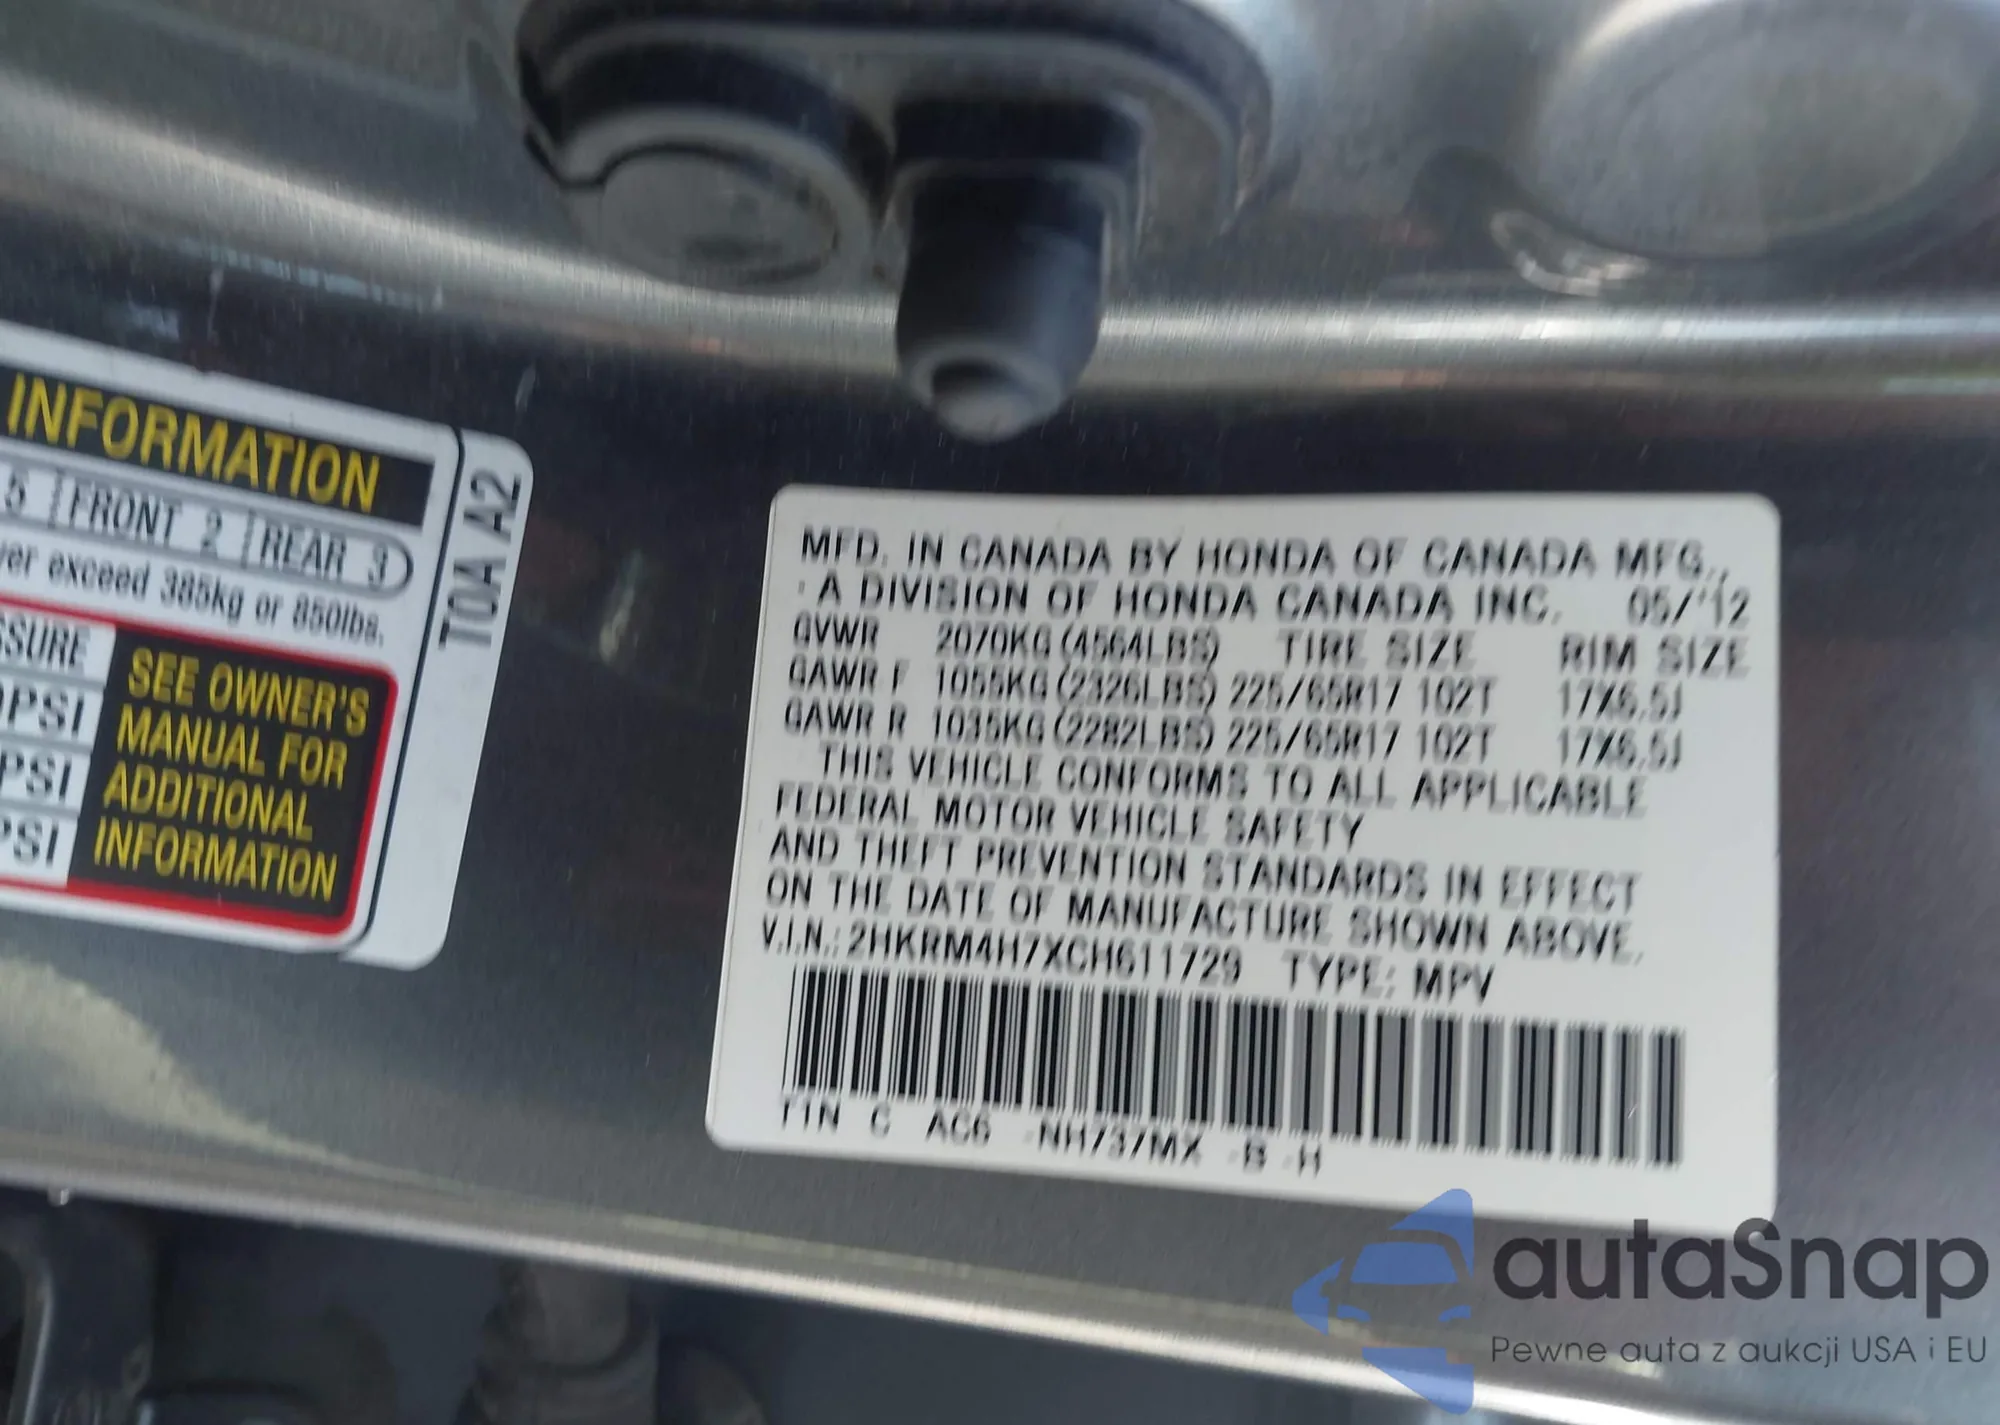 INFORMATION
5 FRONT 2 REAR 3
ver exceed 385kg or 850lbs.
SSURE
PSI
PSI
PSI
SEE OWNER'S
MANUAL FOR
ADDITIONAL
INFORMATION
T0A A2
MFD. IN CANADA BY HONDA OF CANADA MFG.,
A DIVISION OF HONDA CANADA INC. 05/'12
GVWR 2070KG (4564LBS) TIRE SIZE RIM SIZE
GAWR F 1055KG (2326LBS) 225/65R17 102T 17X6.5J
GAWR R 1035KG (2282LBS) 225/65R17 102T 17X6.5J
THIS VEHICLE CONFORMS TO ALL APPLICABLE
FEDERAL MOTOR VEHICLE SAFETY
AND THEFT PREVENTION STANDARDS IN EFFECT
ON THE DATE OF MANUFACTURE SHOWN ABOVE.
V.I.N.: 2HKRM4H7XCH611729 TYPE: MPV
T1N C AC6 -NH737MX -B -H
autaSnap
Pewne auta z aukcji USA i EU